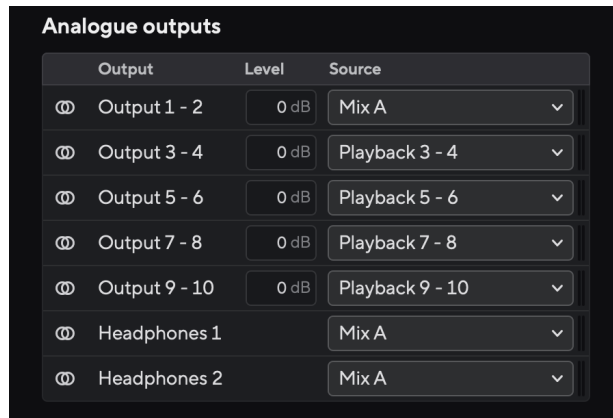 Analogue outputs
Output Level Source
Output 1 - 2 0 dB Mix A
Output 3 - 4 0 dB Playback 3 - 4
Output 5 - 6 0 dB Playback 5 - 6
Output 7 - 8 0 dB Playback 7 - 8
Output 9 - 10 0 dB Playback 9 - 10
Headphones 1 Mix A
Headphones 2 Mix A